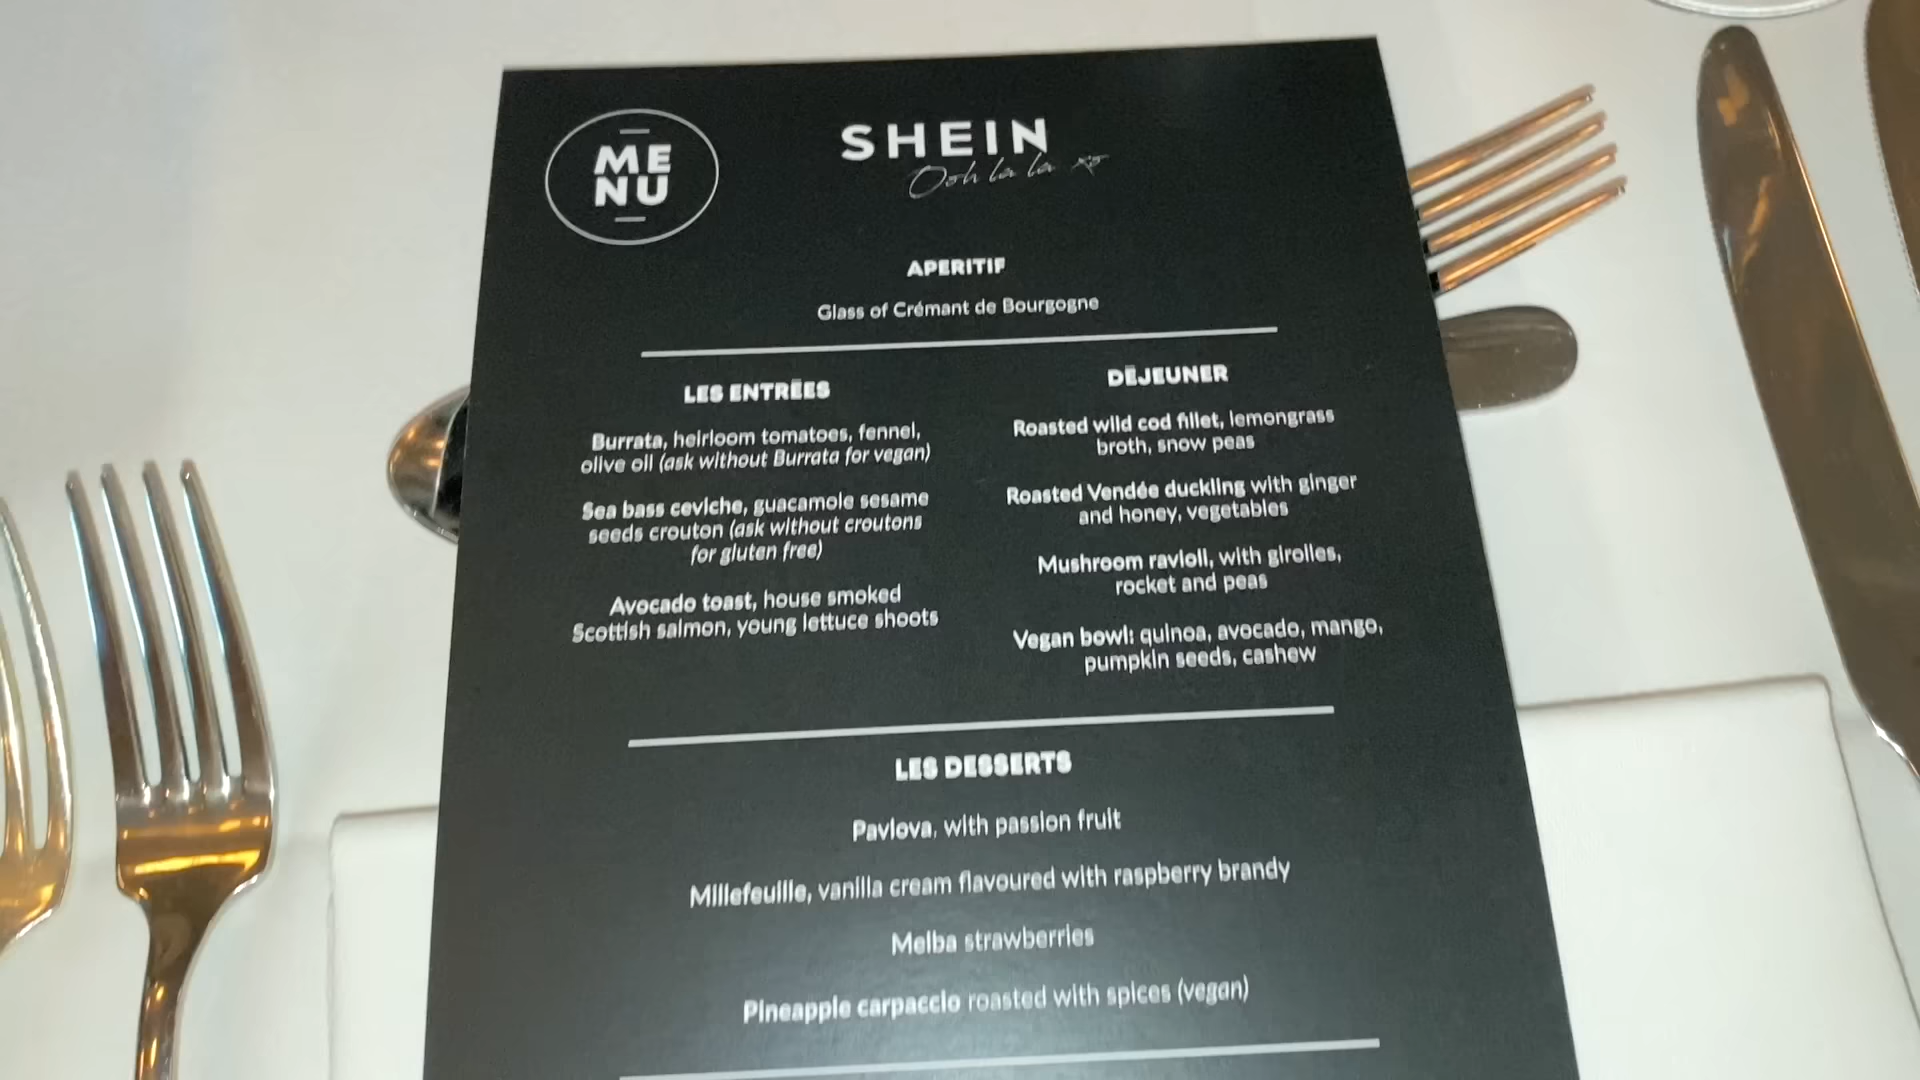 ME
NU
SHEIN
Ooh la la
APERITIF
Glass of Crémant de Bourgogne
LES ENTRÉES
Burrata, heirloom tomatoes, fennel,
olive oil (ask without Burrata for vegan)
Sea bass ceviche, guacamole sesame
seeds crouton (ask without croutons
for gluten free)
Avocado toast, house smoked
Scottish salmon, young lettuce shoots
DÉJEUNER
Roasted wild cod fillet, lemongrass
broth, snow peas
Roasted Vendée duckling with ginger
and honey, vegetables
Mushroom ravioli, with girolles,
rocket and peas
Vegan bowl: quinoa, avocado, mango,
pumpkin seeds, cashew
LES DESSERTS
Pavlova, with passion fruit
Millefeuille, vanilla cream flavoured with raspberry brandy
Melba strawberries
Pineapple carpaccio roasted with spices (vegan)